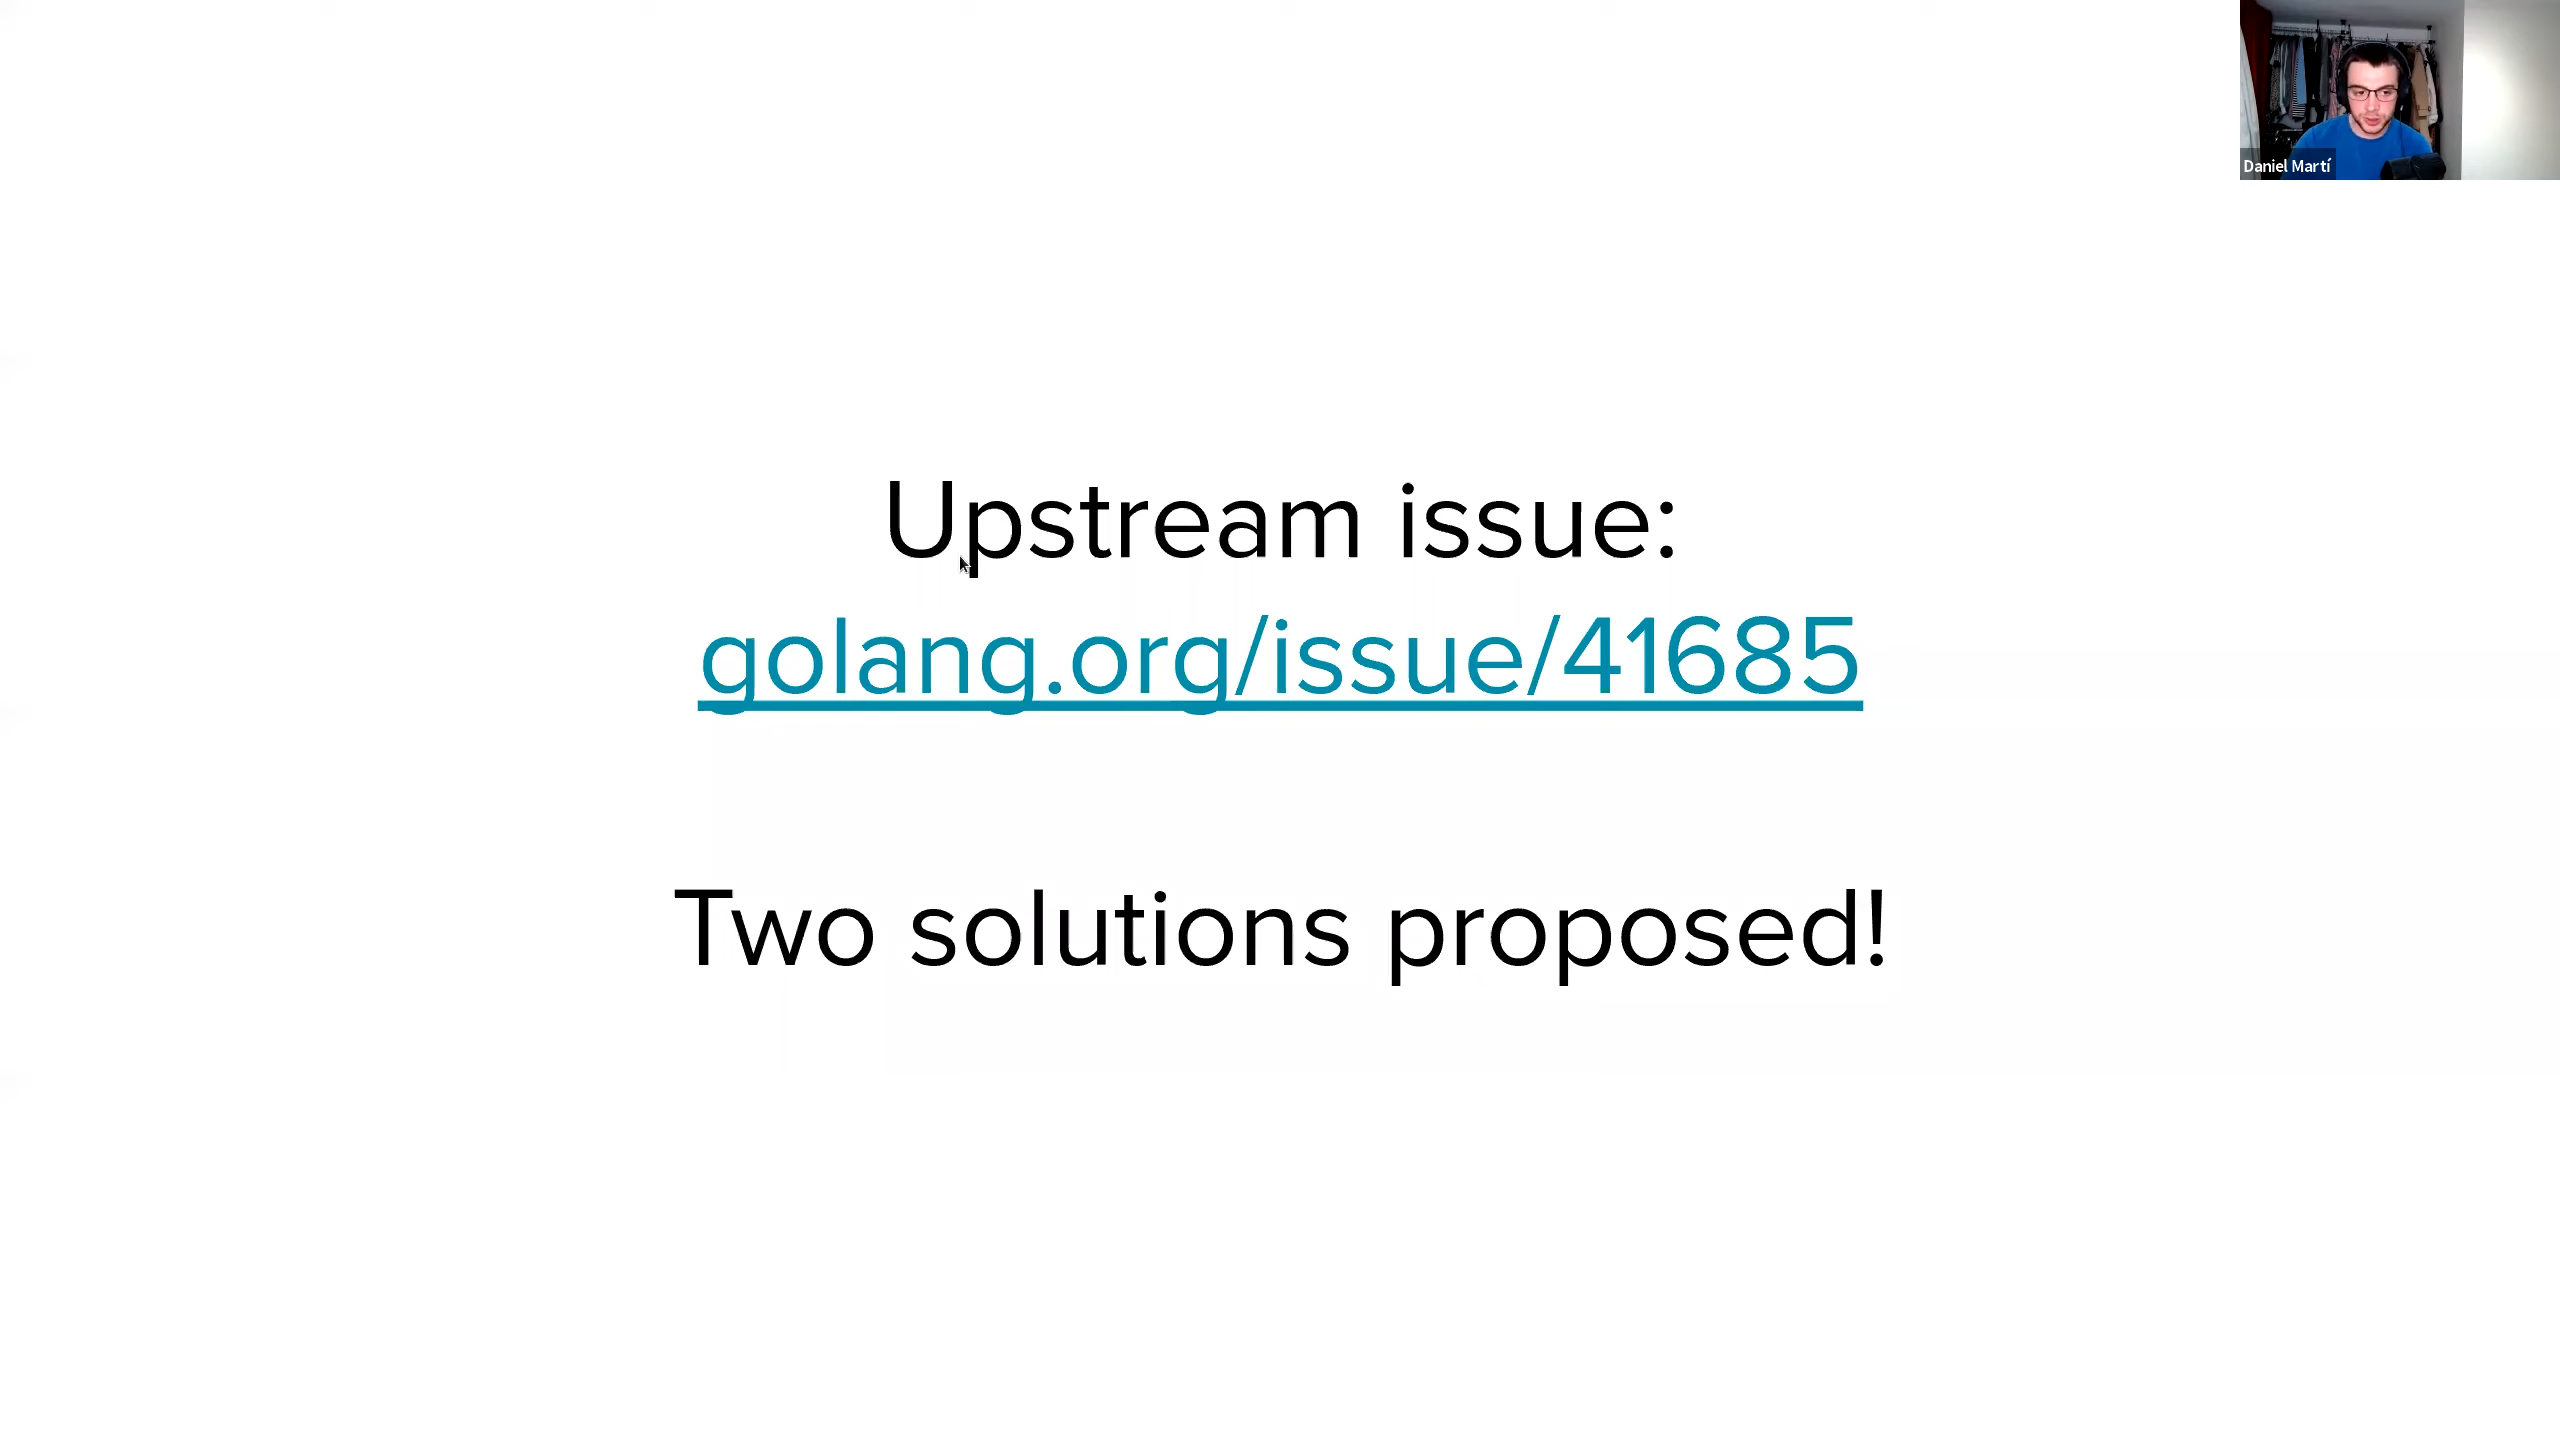 Daniel Martí
Upstream issue:
golang.org/issue/41685
Two solutions proposed!